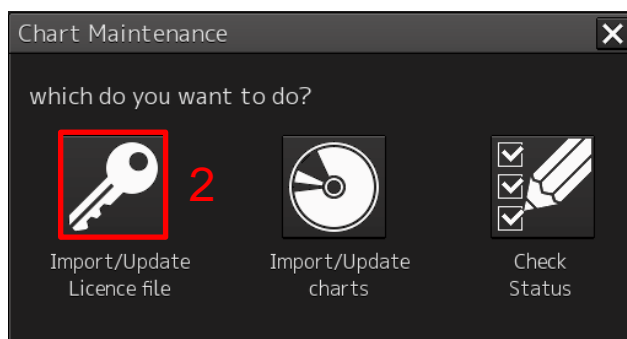 Chart Maintenance
which do you want to do?
2
Import/Update
Licence file
Import/Update
charts
Check
Status